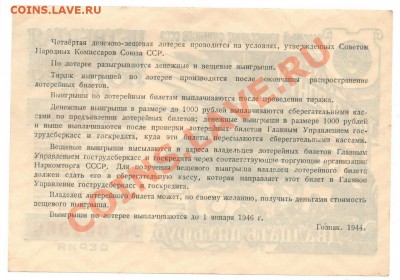 COINS.LAVE.RU
Четвёртая денежно-вещевая лотерея проводится на условиях, утвержденных Советом
Народных Комиссаров Союза ССР.
По лотерее разыгрываются денежные и вещевые выигрыши.
Тираж выигрышей по лотерее производится после окончания распространения
лотерейных билетов.
Выигрыши по лотерейным билетам выплачиваются после проведения тиража.
Денежные выигрыши в размере до 1000 рублей выплачиваются сберегательными кас-
сами по предъявлении лотерейных билетов; денежные выигрыши в размере 1000 рублей
и выше выплачиваются после проверки лотерейных билетов Главным Управлением гос-
трудсберкасс и госкредита, куда эти билеты пересылаются сберегательными кассами.
Вещевые выигрыши высылаются в адреса владельцев лотерейных билетов Главным
Управлением гострудсберкасс и госкредита через соответствующие торгующие организации
Наркомторга СССР. Для получения вещевого выигрыша владелец лотерейного билета
должен сдать его в сберегательную кассу, которая направляет этот билет в Главное
Управление гострудсберкасс и госкредита.
Владелец лотерейного билета может, по своему желанию, получить деньгами стоимость
вещевого выигрыша.
Выигрыши по лотерее выплачиваются до 1 января 1946 г.
Гознак. 1944.
COINS.LAVE.RU